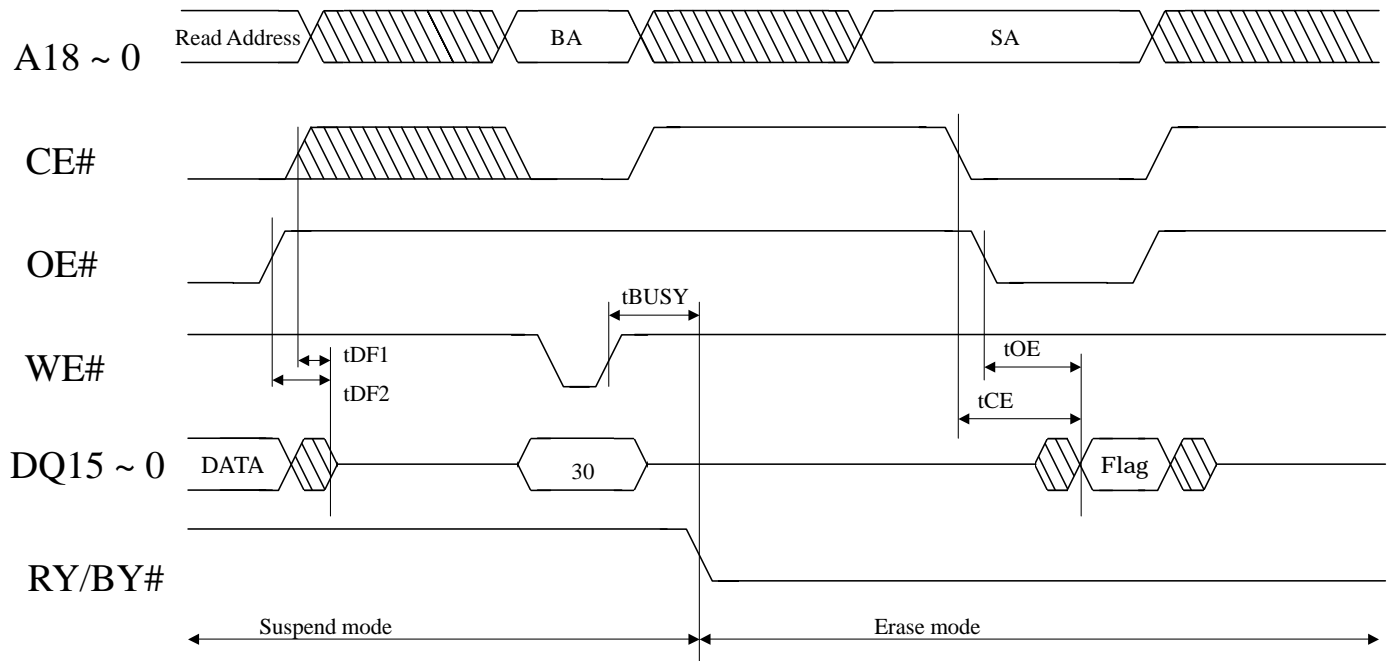 A18 ~ 0
Read Address
BA
SA
CE#
OE#
tBUSY
WE#
tDF1
tDF2
tOE
tCE
DQ15 ~ 0
DATA
30
Flag
RY/BY#
Suspend mode
Erase mode